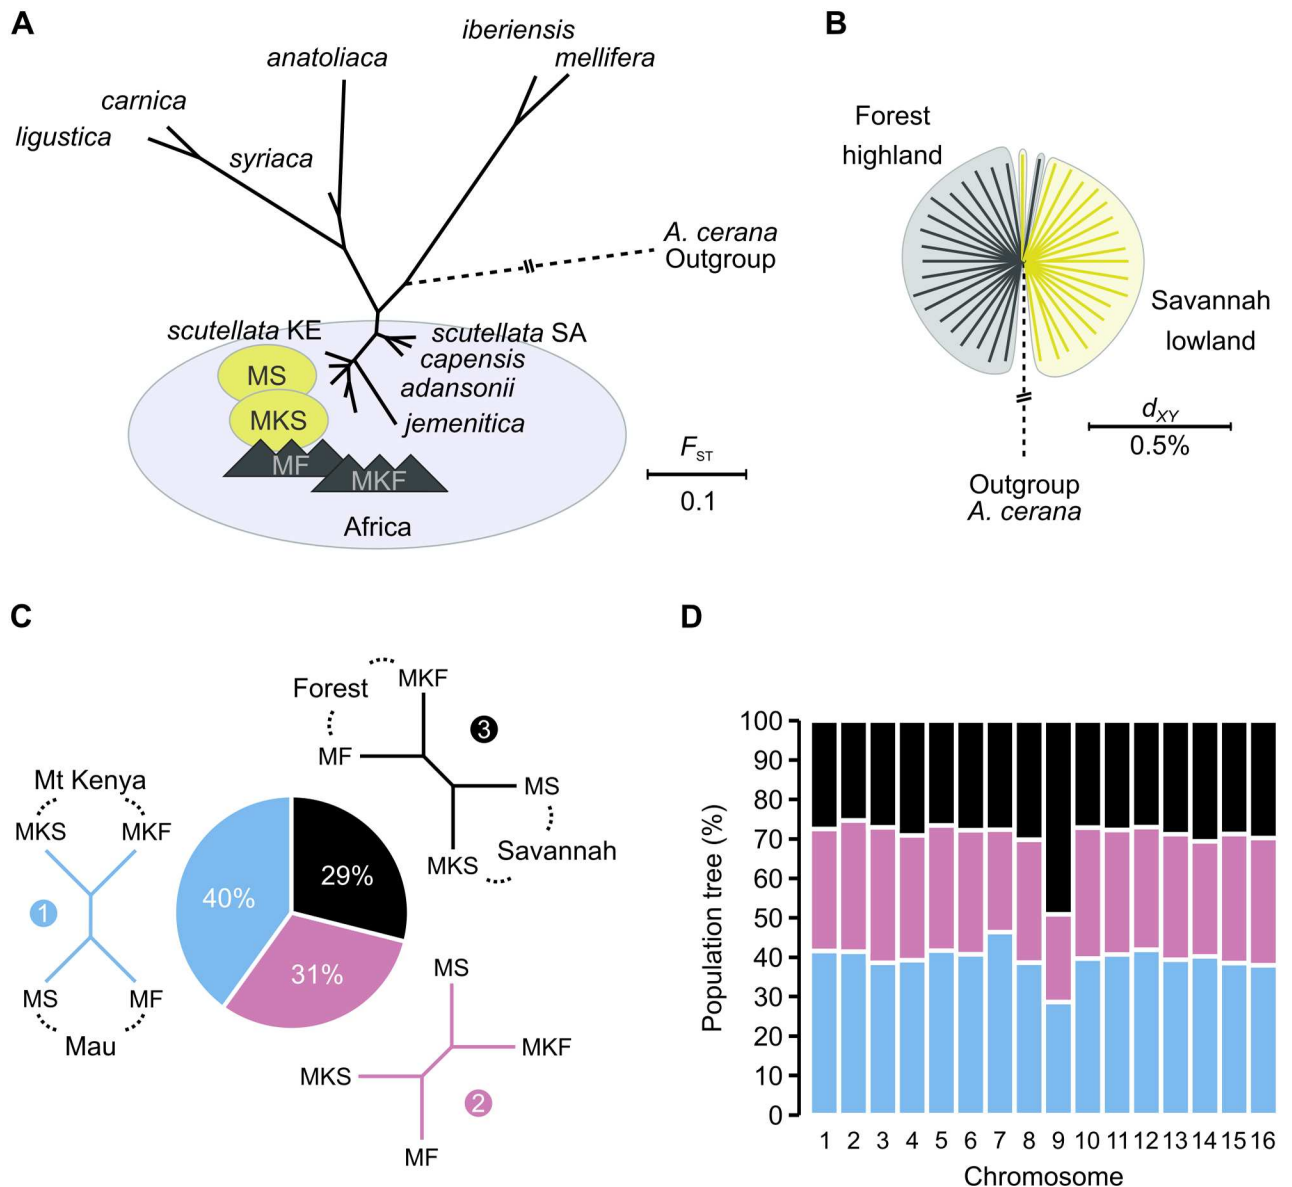 A
iberiensis
mellifera
anatoliaca
carnica
ligustica
syriaca
A. cerana
Outgroup
scutellata KE
scutellata SA
capensis
adansonii
jemenitica
MS
MKS
MF
MKF
Africa
FST
0.1
B
Forest
highland
Savannah
lowland
dXY
0.5%
Outgroup
A. cerana
C
MKF
Forest
3
MF
MS
Savannah
MKS
Mt Kenya
MKS
MKF
1
MS
MF
Mau
40%
29%
31%
MS
MKF
MKS
2
MF
D
Population tree (%)
100
90
80
70
60
50
40
30
20
10
0
1 2 3 4 5 6 7 8 9 10 11 12 13 14 15 16
Chromosome